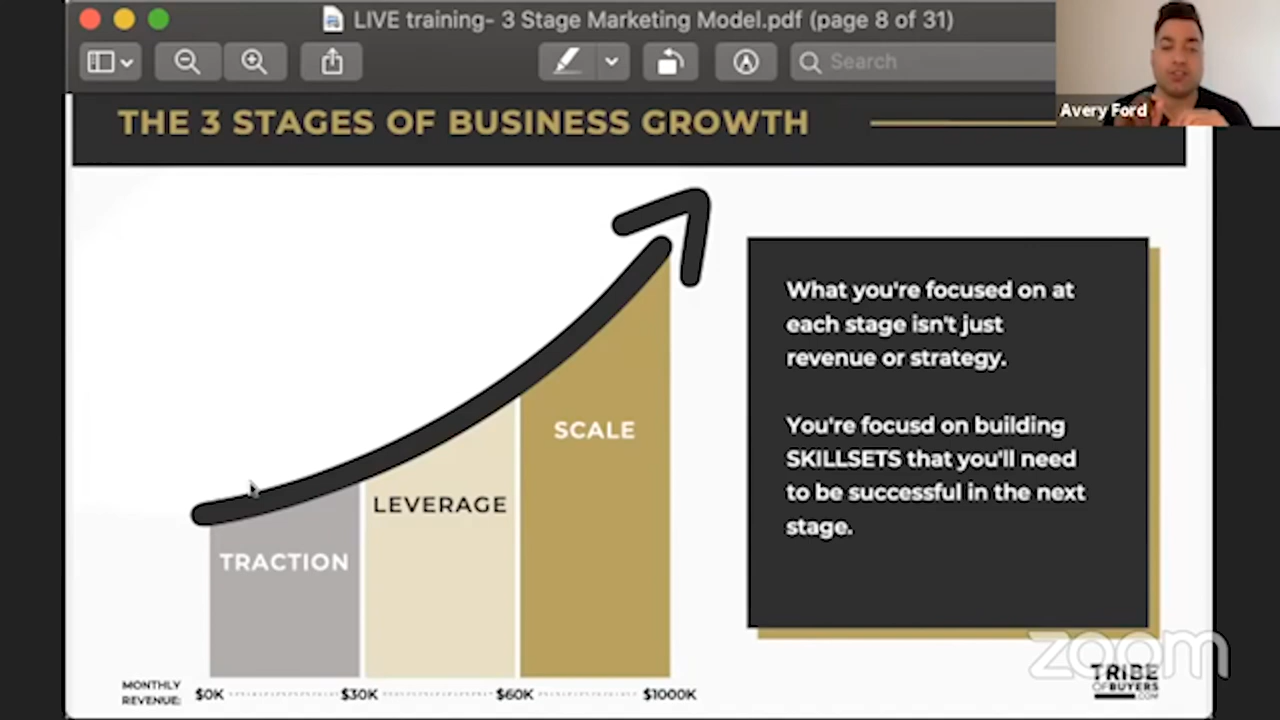 LIVE training- 3 Stage Marketing Model.pdf (page 8 of 31)
Search
Avery Ford
THE 3 STAGES OF BUSINESS GROWTH
What you're focused on at
each stage isn't just
revenue or strategy.
You're focusd on building
SKILLSETS that you'll need
to be successful in the next
stage.
SCALE
LEVERAGE
TRACTION
MONTHLY
REVENUE:
$0K
$30K
$60K
$1000K
zoom
TRIBE
OF BUYERS
.COM